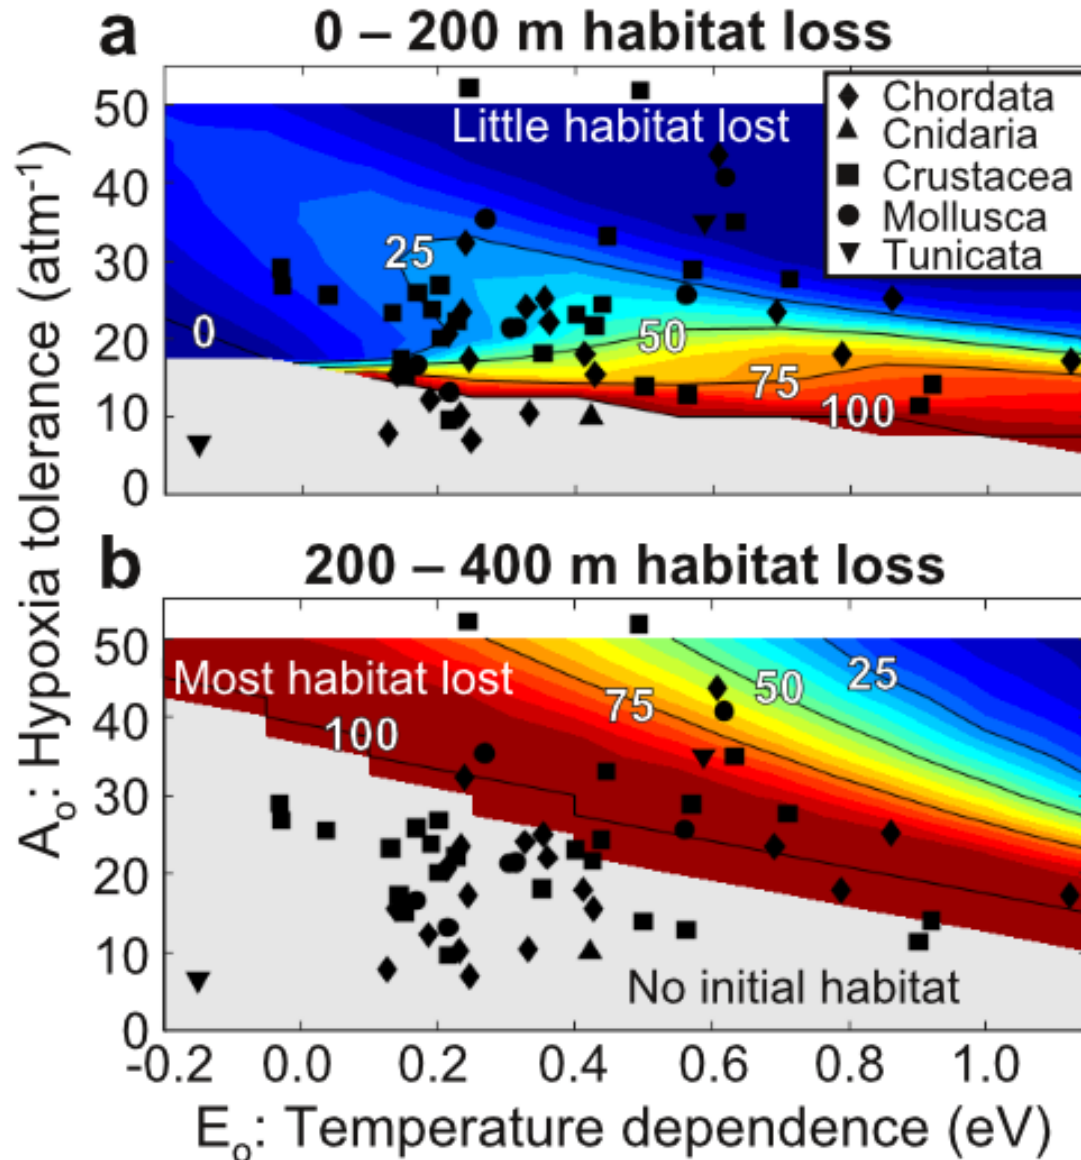 a 0 – 200 m habitat loss
Little habitat lost
Chordata
Cnidaria
Crustacea
Mollusca
Tunicata
50
40
30
20
10
0
25
0
50
75
100
b 200 – 400 m habitat loss
Most habitat lost
No initial habitat
50
40
30
20
10
0
100
75
50
25
-0.2 0.0 0.2 0.4 0.6 0.8 1.0
E₀: Temperature dependence (eV)
A₀: Hypoxia tolerance (atm⁻¹)